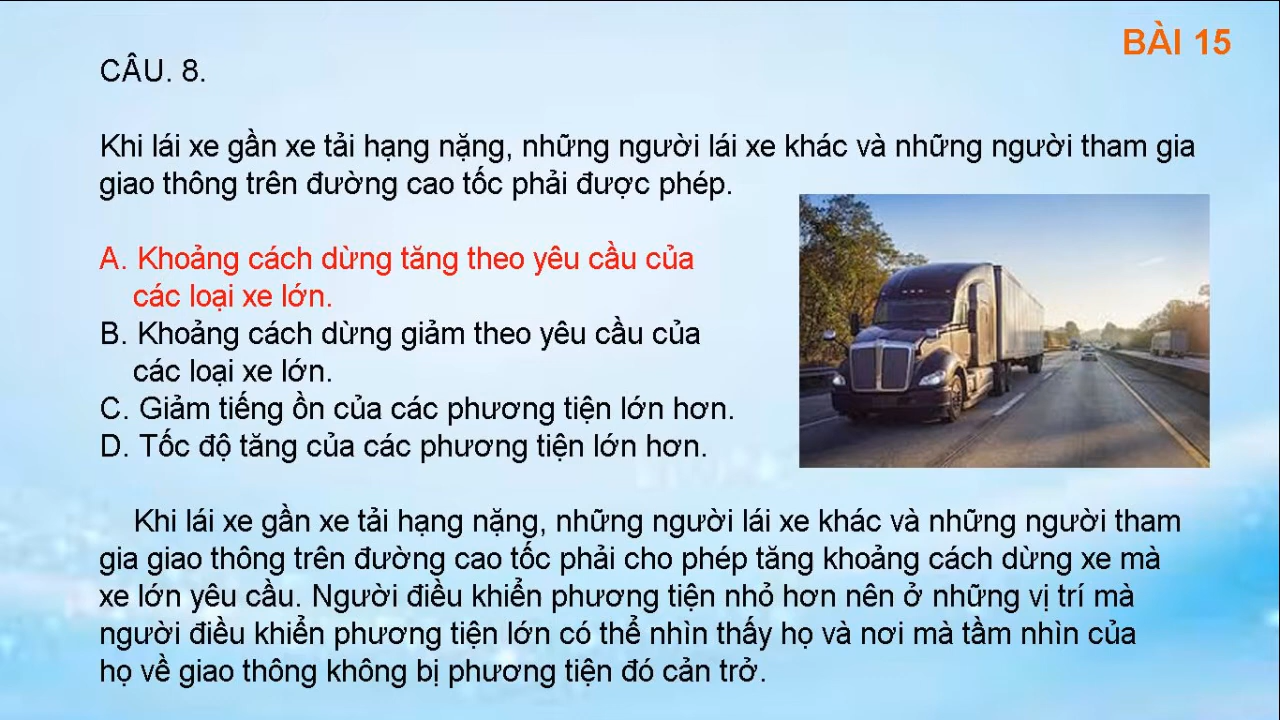 BÀI 15
CÂU. 8.
Khi lái xe gần xe tải hạng nặng, những người lái xe khác và những người tham gia
giao thông trên đường cao tốc phải được phép.
A. Khoảng cách dừng tăng theo yêu cầu của
các loại xe lớn.
B. Khoảng cách dừng giảm theo yêu cầu của
các loại xe lớn.
C. Giảm tiếng ồn của các phương tiện lớn hơn.
D. Tốc độ tăng của các phương tiện lớn hơn.
Khi lái xe gần xe tải hạng nặng, những người lái xe khác và những người tham
gia giao thông trên đường cao tốc phải cho phép tăng khoảng cách dừng xe mà
xe lớn yêu cầu. Người điều khiển phương tiện nhỏ hơn nên ở những vị trí mà
người điều khiển phương tiện lớn có thể nhìn thấy họ và nơi mà tầm nhìn của
họ về giao thông không bị phương tiện đó cản trở.